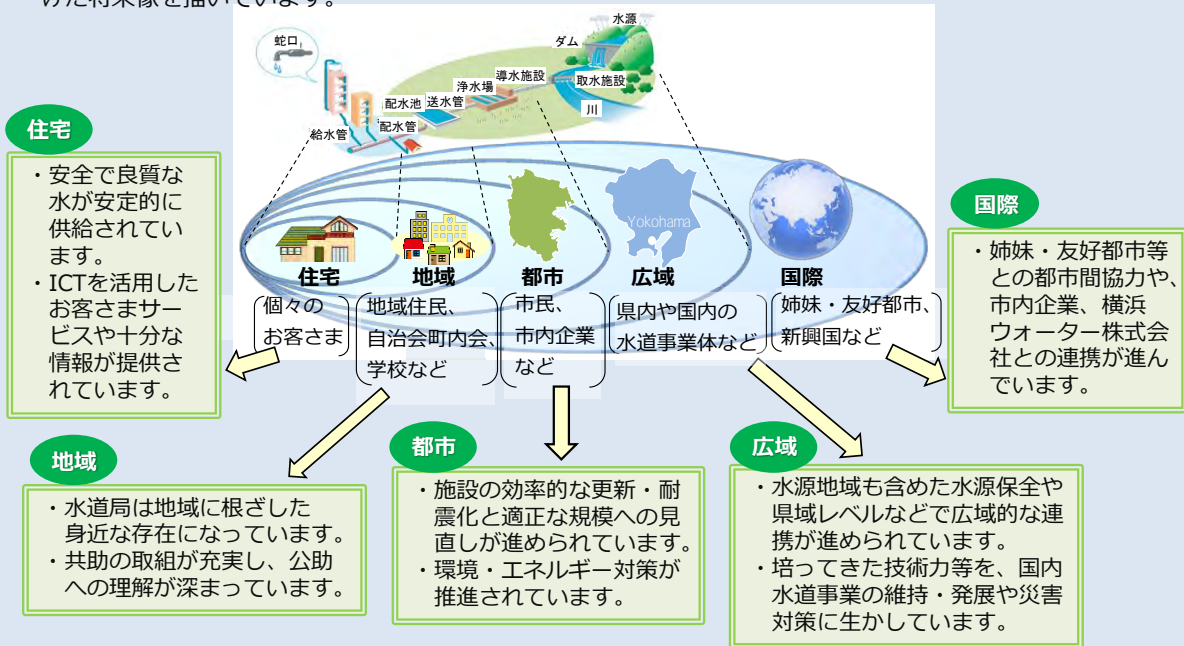 けた将来像を描いています。
水源
ダム
蛇口
導水施設
取水施設
浄水場
配水池
送水管
川
配水管
給水管
Yokohama
住宅
地域
都市
広域
国際
個々の
お客さま
地域住民、
自治会町内会、
学校など
市民、
市内企業
など
県内や国内の
水道事業体など
姉妹・友好都市、
新興国など
住宅
・安全で良質な
水が安定的に
供給されてい
ます。
・ICTを活用した
お客さまサー
ビスや十分な
情報が提供さ
れています。
国際
・姉妹・友好都市等
との都市間協力や、
市内企業、横浜
ウォーター株式会
社との連携が進ん
でいます。
地域
・水道局は地域に根ざした
身近な存在になっています。
・共助の取組が充実し、公助
への理解が深まっています。
都市
・施設の効率的な更新・耐
震化と適正な規模への見
直しが進められています。
・環境・エネルギー対策が
推進されています。
広域
・水源地域も含めた水源保全や
県域レベルなどで広域的な連
携が進められています。
・培ってきた技術力等を、国内
水道事業の維持・発展や災害
対策に生かしています。